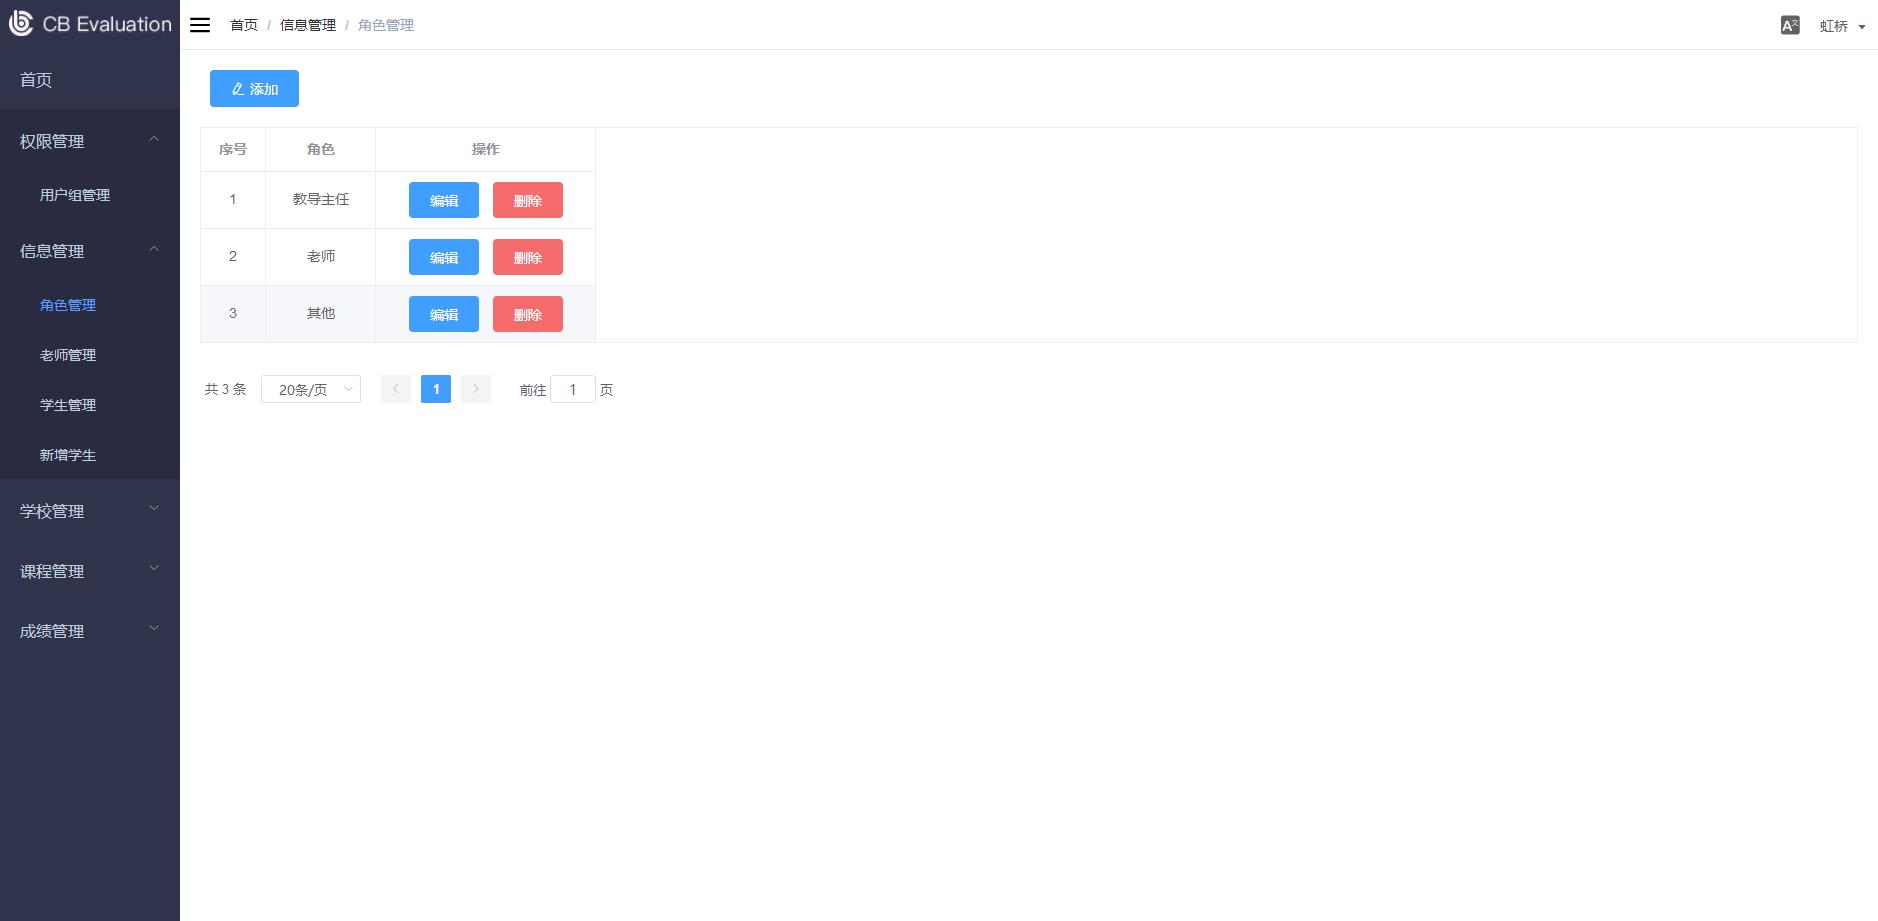 CB Evaluation
首页 / 信息管理 / 角色管理
虹桥
首页
权限管理
用户组管理
信息管理
角色管理
老师管理
学生管理
新增学生
学校管理
课程管理
成绩管理
添加
序号 角色 操作
1 教导主任 编辑 删除
2 老师 编辑 删除
3 其他 编辑 删除
共 3 条 20条/页 1 前往 1 页